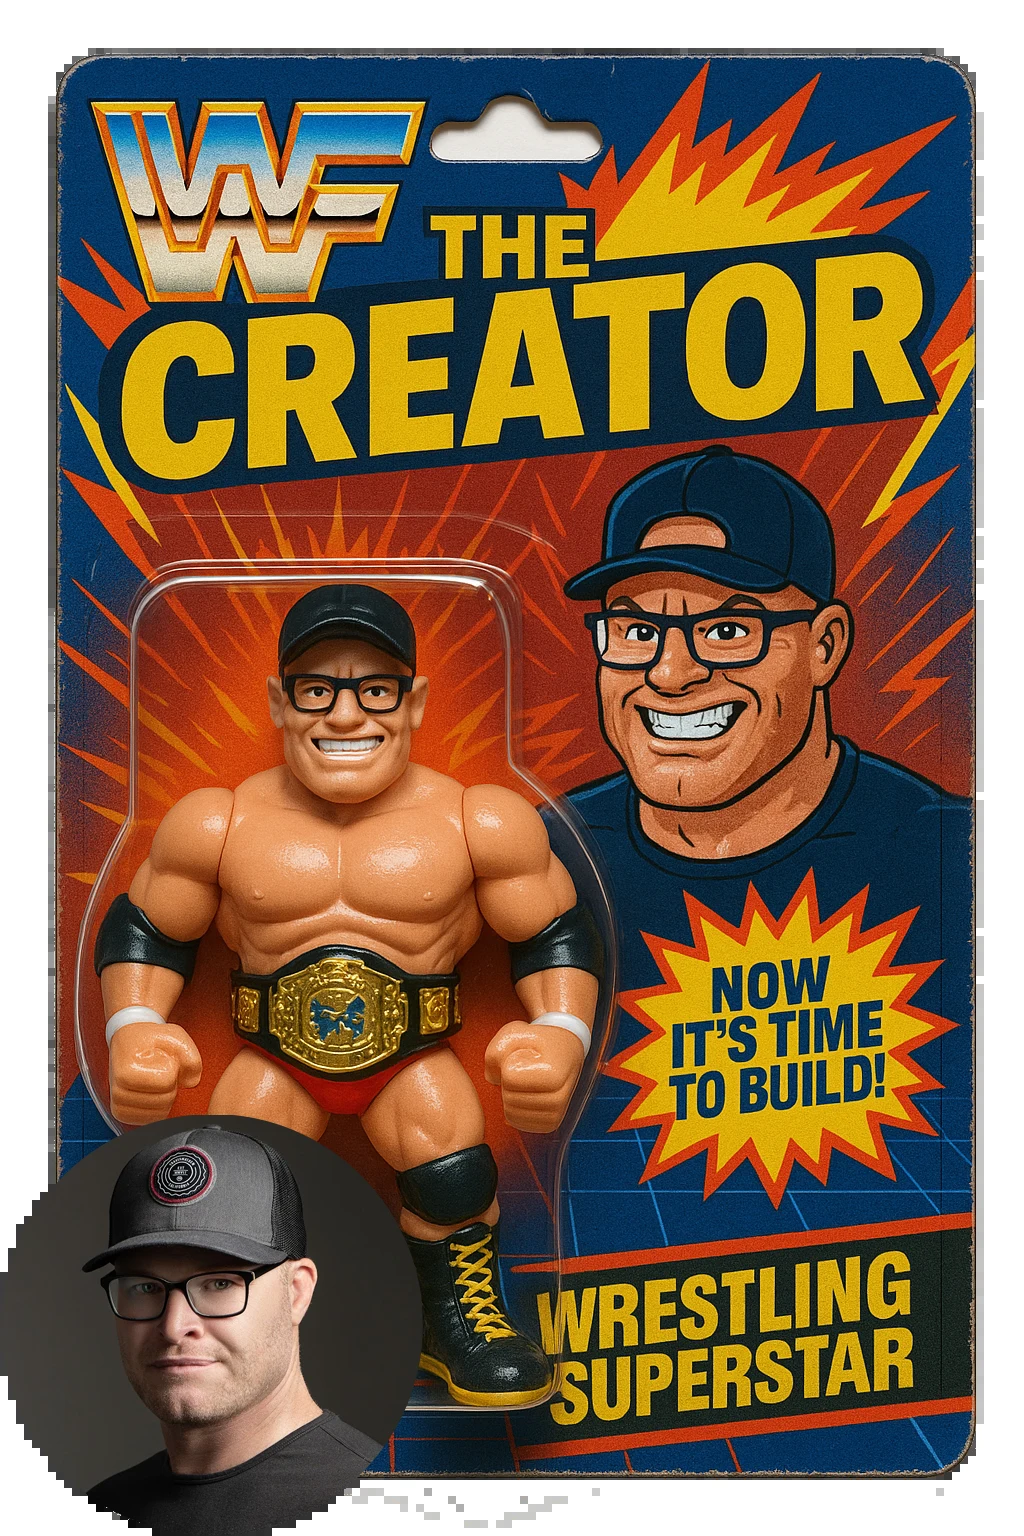 WF
THE
CREATOR
NOW
IT'S TIME
TO BUILD!
WRESTLING
SUPERSTAR